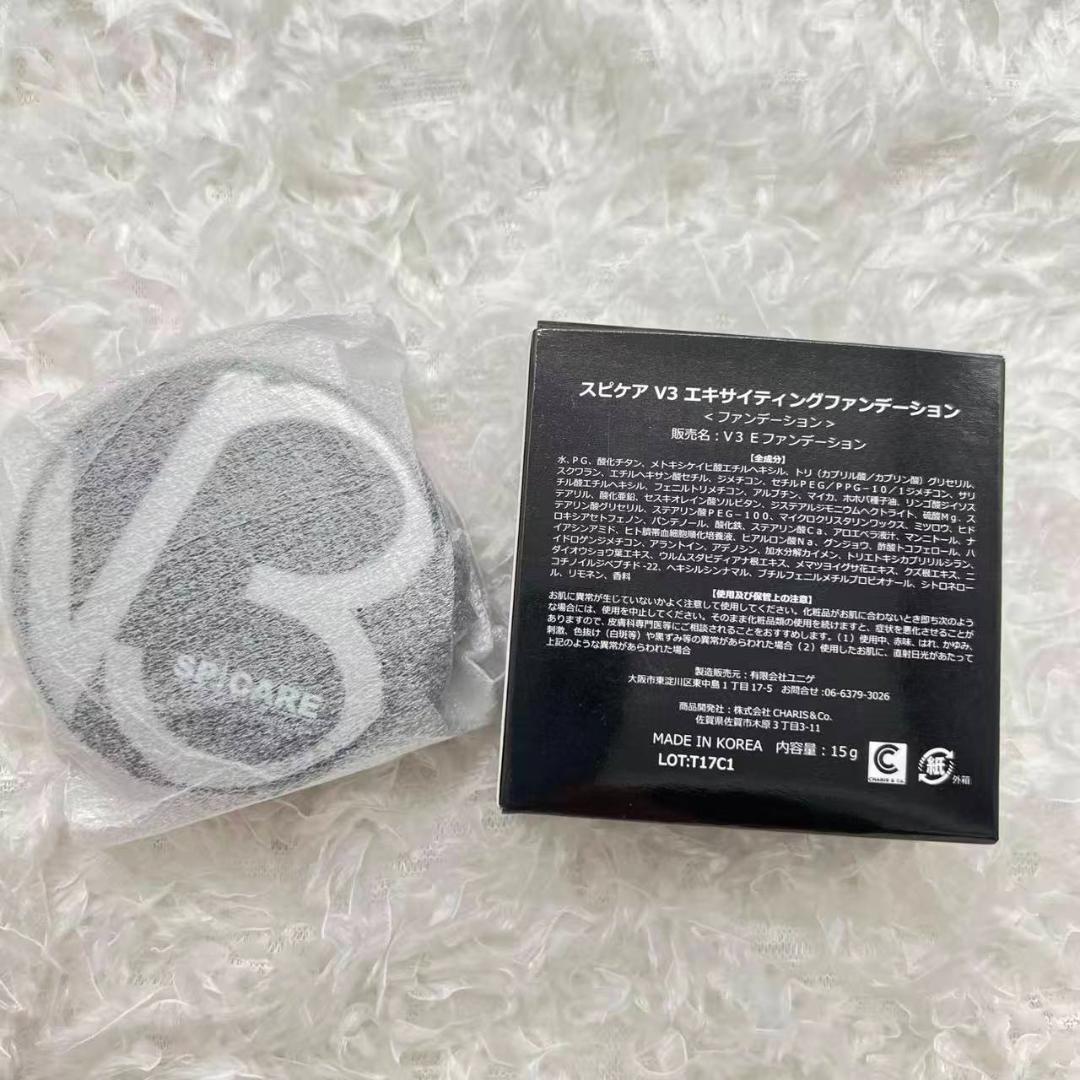 SPICARE
スピケア V3 エキサイティングファンデーション
<ファンデーション>
販売名：V3 Eファンデーション
【全成分】
水、PG、酸化チタン、メトキシケイヒ酸エチルヘキシル、トリ（カプリル酸／カプリン酸）グリセリル、
スクワラン、エチルヘキサン酸セチル、ジメチコン、セチルPEG/PPG-10/1ジメチコン、サリ
チル酸エチルヘキシル、フェニルトリメチコン、アルブチン、マイカ、ホホバ種子油、リンゴ酸ジイソス
テアリル、酸化亜鉛、セスキオレイン酸ソルビタン、ジステアルジモニウムヘクトライト、硫酸Mg、ス
テアリン酸グリセリル、ステアリン酸PEG-100、マイクロクリスタリンワックス、ミツロウ、ヒド
ロキシアセトフェノン、パンテノール、酸化鉄、ステアリン酸Ca、アロエベラ液汁、マンニトール、ナ
イアシンアミド、ヒト臍帯血細胞順化培養液、ヒアルロン酸Na、グンジョウ、酢酸トコフェロール、ハ
イドロゲンジメチコン、アラントイン、アデノシン、加水分解カイメン、トリエトキシカプリリルシラン、
ダイオウショウ葉エキス、ウルムスダビディアナ根エキス、メマツヨイグサ花エキス、クズ根エキス、ニ
コチノイルジペプチド-22、ヘキシルシンナマル、ブチルフェニルメチルプロピオナール、シトロネロー
ル、リモネン、香料
【使用及び保管上の注意】
お肌に異常が生じていないかよく注意して使用してください。化粧品がお肌に合わないとき即ち次のよう
な場合には、使用を中止してください。そのまま化粧品類の使用を続けますと、症状を悪化させることが
ありますので、皮膚科専門医等にご相談されることをおすすめします。（1）使用中、赤味、はれ、かゆみ、
刺激、色抜け（白斑等）や黒ずみ等の異常があらわれた場合（2）使用したお肌に、直射日光があたって
上記のような異常があらわれた場合
製造販売元：有限会社ユニゲ
大阪市東淀川区東中島1丁目17-5 お問合せ:06-6379-3026
商品開発社：株式会社 CHARIS&Co.
佐賀県佐賀市木原3丁目3-11
MADE IN KOREA 内容量：15g
LOT:T17C1
CHARIS & Co.
紙
外箱